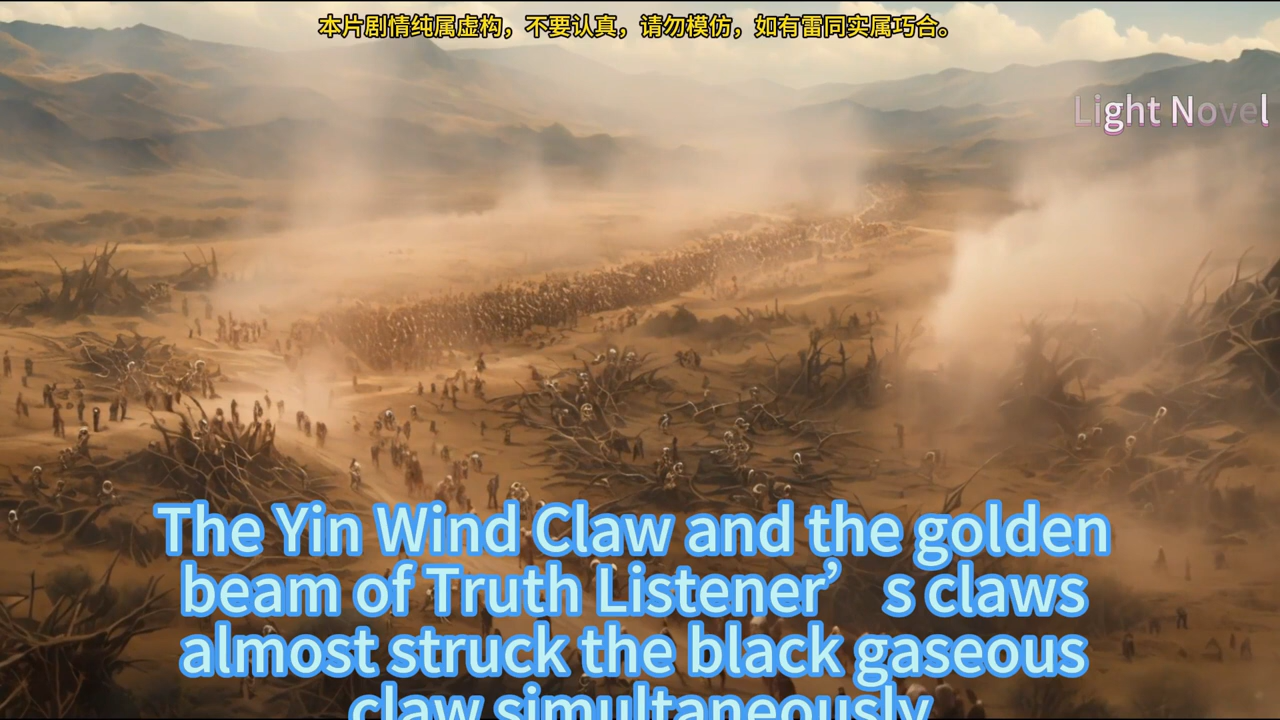 本片剧情纯属虚构，不要认真，请勿模仿，如有雷同实属巧合。
Light Novel
The Yin Wind Claw and the golden
beam of Truth Listener’s claws
almost struck the black gaseous
claw simultaneously